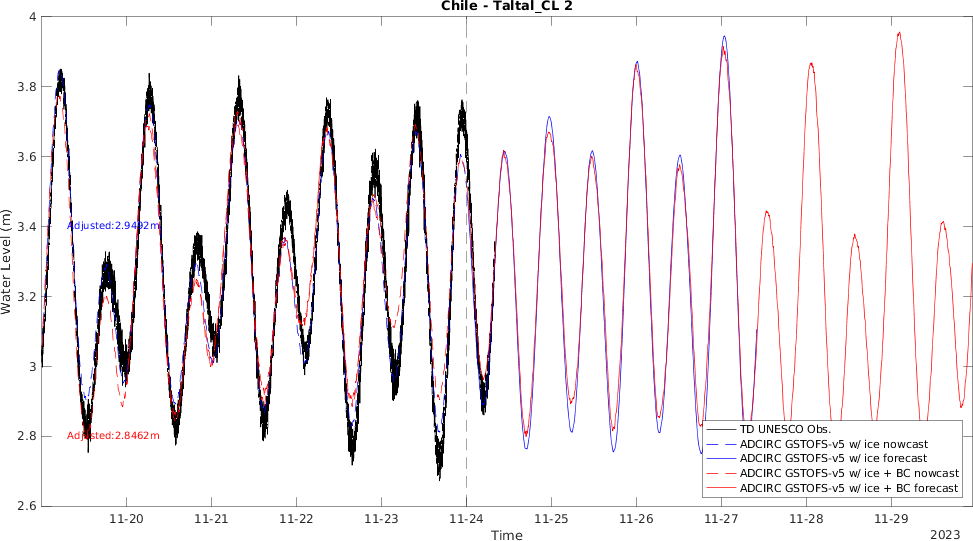 Chile - Taltal_CL 2
4
3.8
3.6
3.4
3.2
3
2.8
2.6
Water Level (m)
Adjusted:2.9492m
Adjusted:2.8462m
TD UNESCO Obs.
ADCIRC GSTOFS-v5 w/ ice nowcast
ADCIRC GSTOFS-v5 w/ ice forecast
ADCIRC GSTOFS-v5 w/ ice + BC nowcast
ADCIRC GSTOFS-v5 w/ ice + BC forecast
11-20 11-21 11-22 11-23 11-24 11-25 11-26 11-27 11-28 11-29
Time
2023